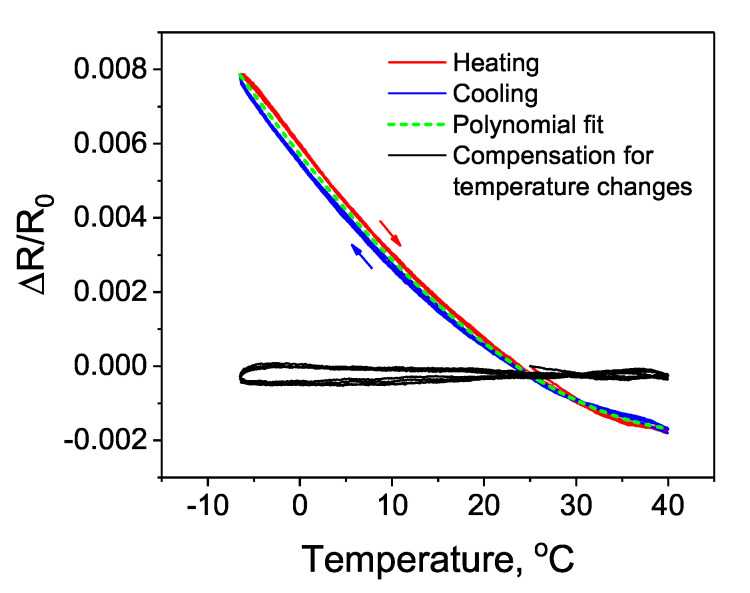 0.008
0.006
0.004
0.002
0.000
-0.002
ΔR/R0
Heating
Cooling
Polynomial fit
Compensation for
temperature changes
-10 0 10 20 30 40
Temperature, oC